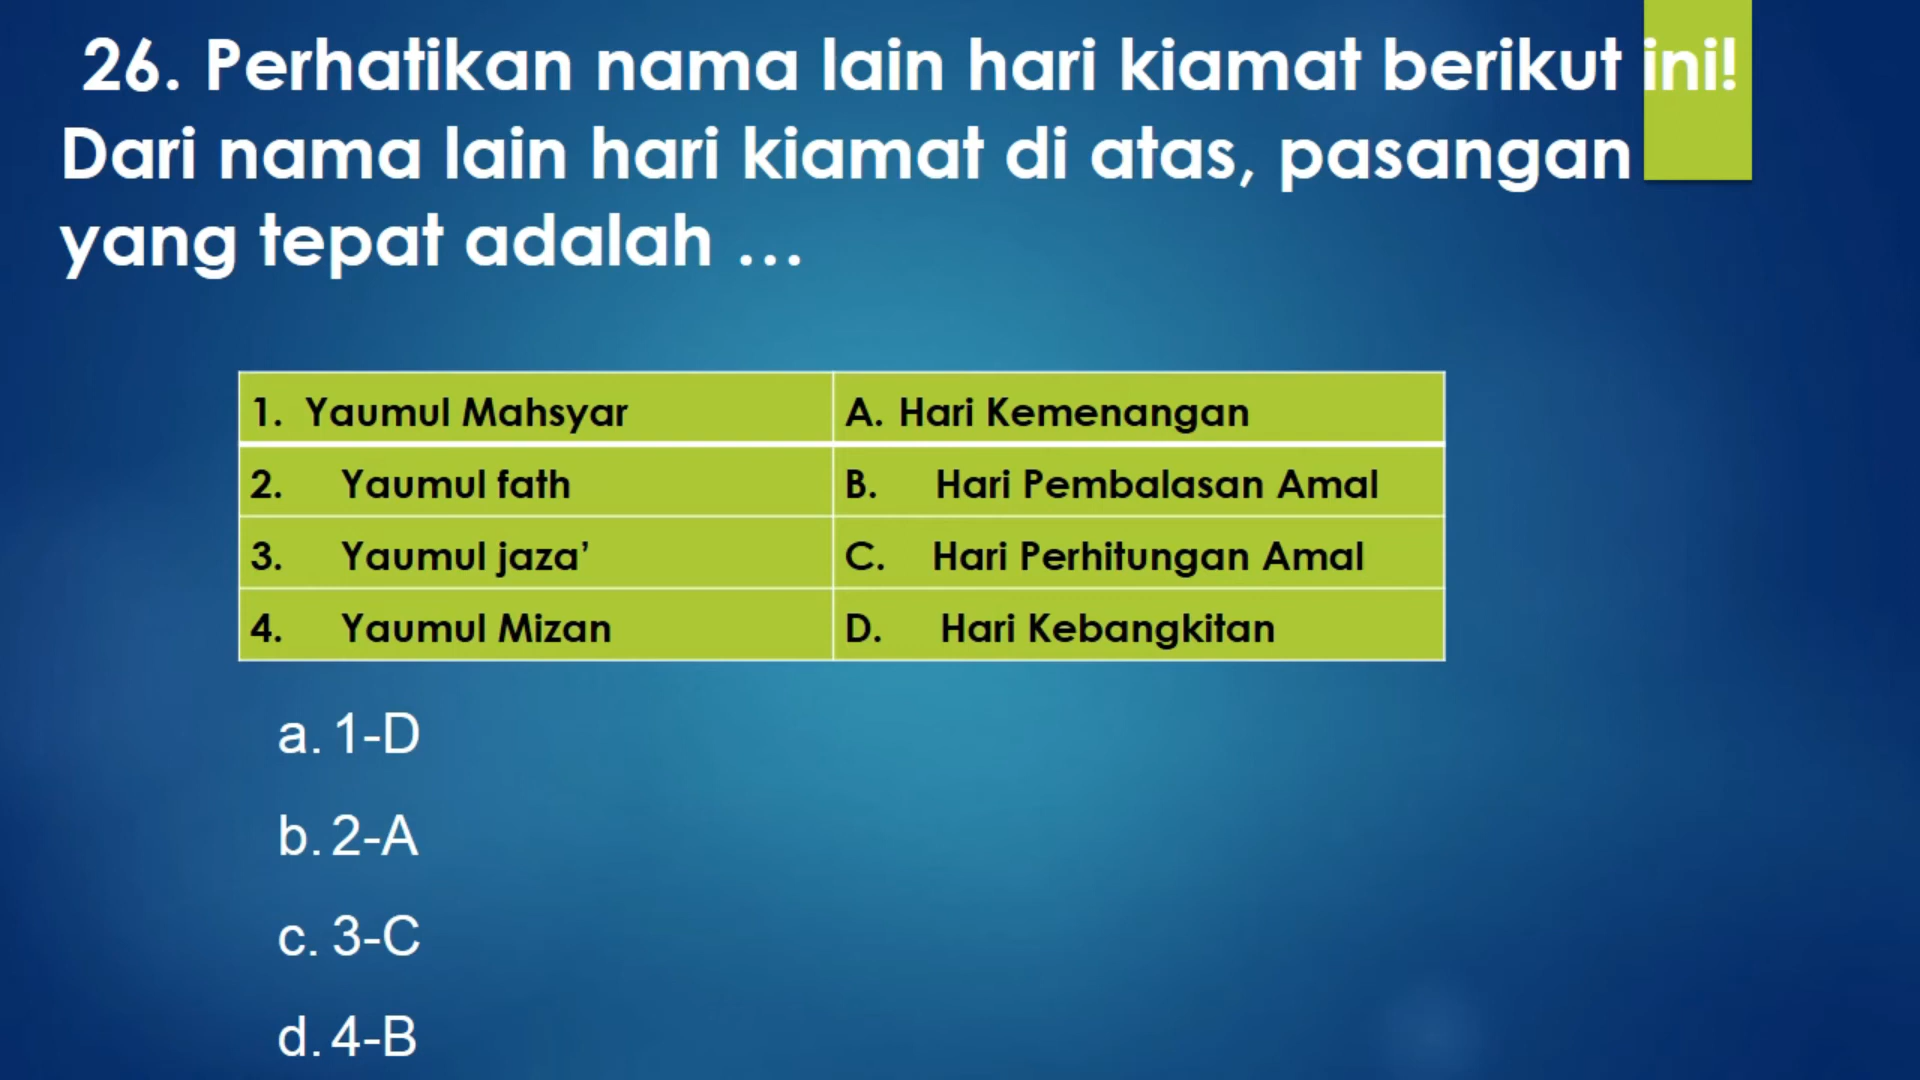 26. Perhatikan nama lain hari kiamat berikut ini!
Dari nama lain hari kiamat di atas, pasangan
yang tepat adalah …
1. Yaumul Mahsyar
A. Hari Kemenangan
2. Yaumul fath
B. Hari Pembalasan Amal
3. Yaumul jaza’
C. Hari Perhitungan Amal
4. Yaumul Mizan
D. Hari Kebangkitan
a. 1-D
b. 2-A
c. 3-C
d. 4-B